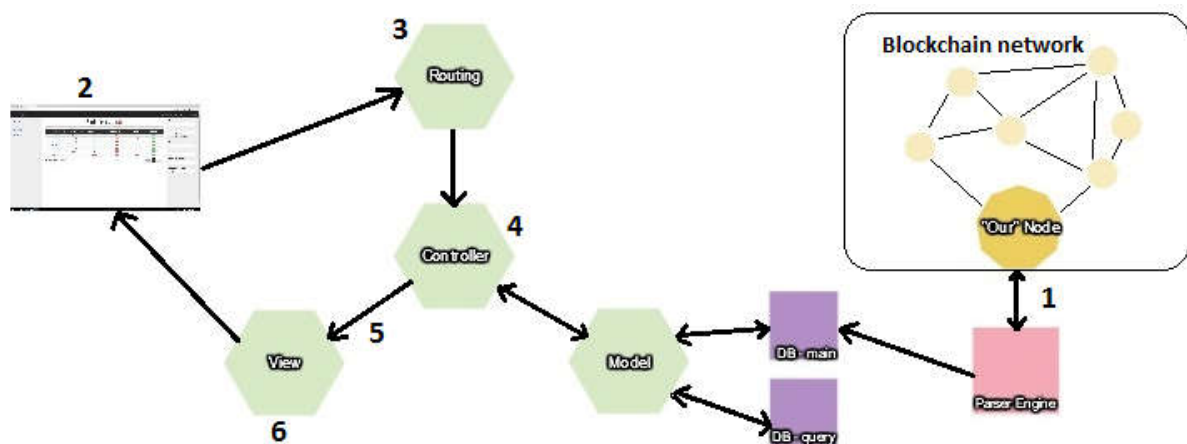 3
Blockchain network
Routing
2
4
"Our" Node
Controller
1
5
View
Model
DB - main
Parser Engine
6
DB - query